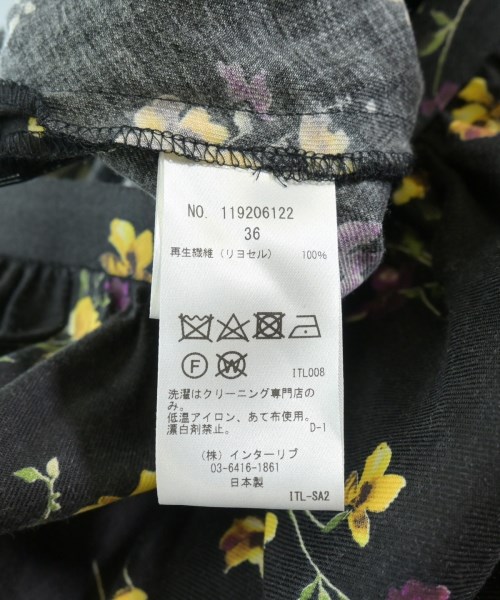 NO. 119206122
36
再生繊維（リヨセル） 100%
F W
ITL008
洗濯はクリーニング専門店の
み。
低温アイロン、あて布使用。
漂白剤禁止。 D-1
（株）インターリブ
03-6416-1861
日本製
ITL-SA2